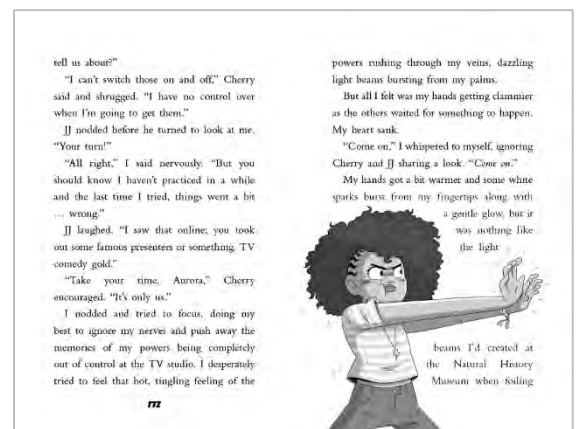 tell us about?”
“I can’t switch those on and off,” Cherry
said and shrugged. “I have no control over
when I’m going to get them.”
JJ nodded before he turned to look at me.
“Your turn!”
“All right,” I said nervously. “But you
should know I haven’t practiced in a while
and the last time I tried, things went a bit
… wrong.”
JJ laughed. “I saw that online; you took
out some famous presenters or something. TV
comedy gold.”
“Take your time, Aurora,” Cherry
encouraged. “It’s only us.”
I nodded and tried to focus, doing my
best to ignore my nerves and push away the
memories of my powers being completely
out of control at the TV studio. I desperately
tried to feel that hot, tingling feeling of the
172
powers rushing through my veins, dazzling
light beams bursting from my palms.
But all I felt was my hands getting clammier
as the others waited for something to happen.
My heart sank.
“Come on,” I whispered to myself, ignoring
Cherry and JJ sharing a look. “Come on.”
My hands got a bit warmer and some white
sparks burst from my fingertips along with
a gentle glow, but it
was nothing like
the light
beams I’d created at
the Natural History
Museum when foiling